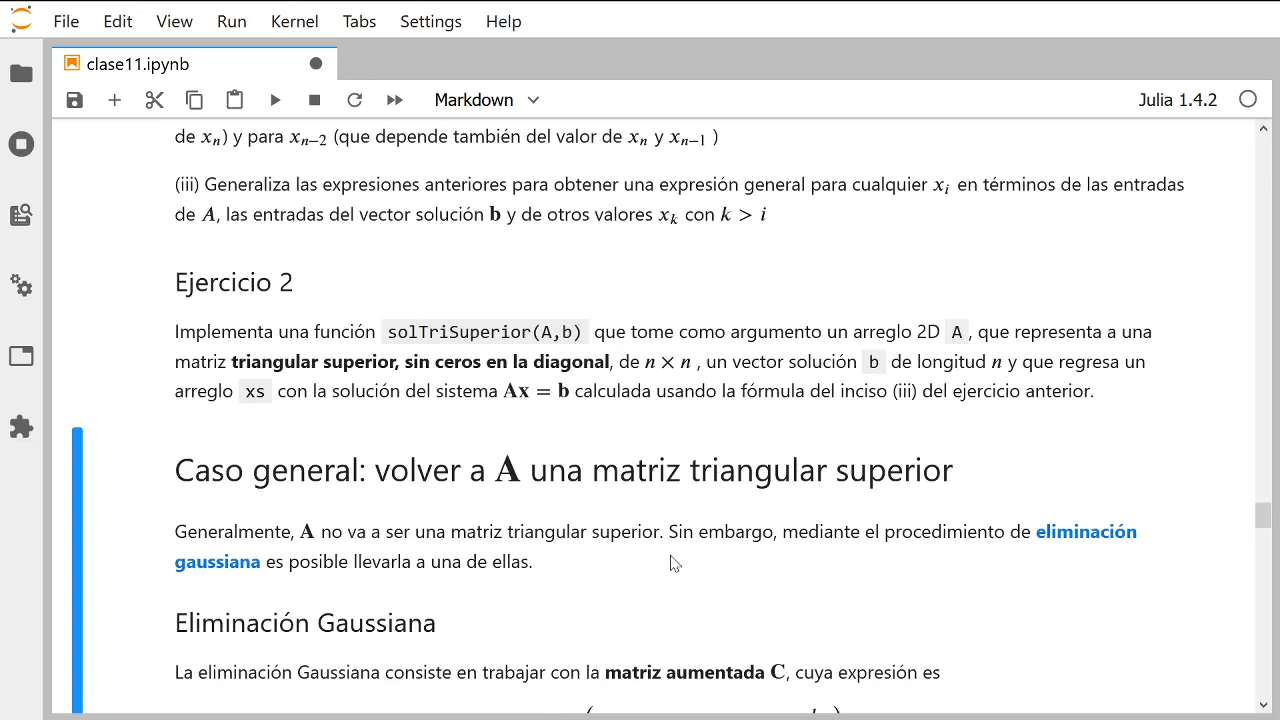 File Edit View Run Kernel Tabs Settings Help
clase11.ipynb
Markdown
Julia 1.4.2
de xₙ) y para xₙ₋₂ (que depende también del valor de xₙ y xₙ₋₁ )
(iii) Generaliza las expresiones anteriores para obtener una expresión general para cualquier xᵢ en términos de las entradas
de A, las entradas del vector solución b y de otros valores xₖ con k > i
Ejercicio 2
Implementa una función solTriSuperior(A,b) que tome como argumento un arreglo 2D A , que representa a una
matriz triangular superior, sin ceros en la diagonal, de n × n , un vector solución b de longitud n y que regresa un
arreglo xs con la solución del sistema Ax = b calculada usando la fórmula del inciso (iii) del ejercicio anterior.
Caso general: volver a A una matriz triangular superior
Generalmente, A no va a ser una matriz triangular superior. Sin embargo, mediante el procedimiento de eliminación
gaussiana es posible llevarla a una de ellas.
Eliminación Gaussiana
La eliminación Gaussiana consiste en trabajar con la matriz aumentada C, cuya expresión es